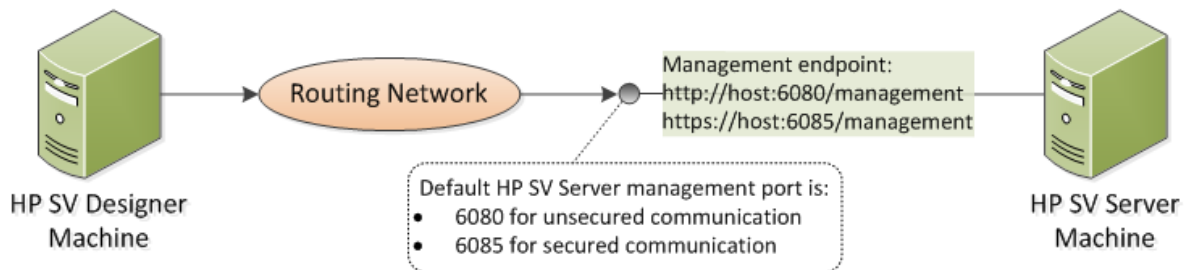 HP SV Designer
Machine
Routing Network
Management endpoint:
http://host:6080/management
https://host:6085/management
Default HP SV Server management port is:
• 6080 for unsecured communication
• 6085 for secured communication
HP SV Server
Machine